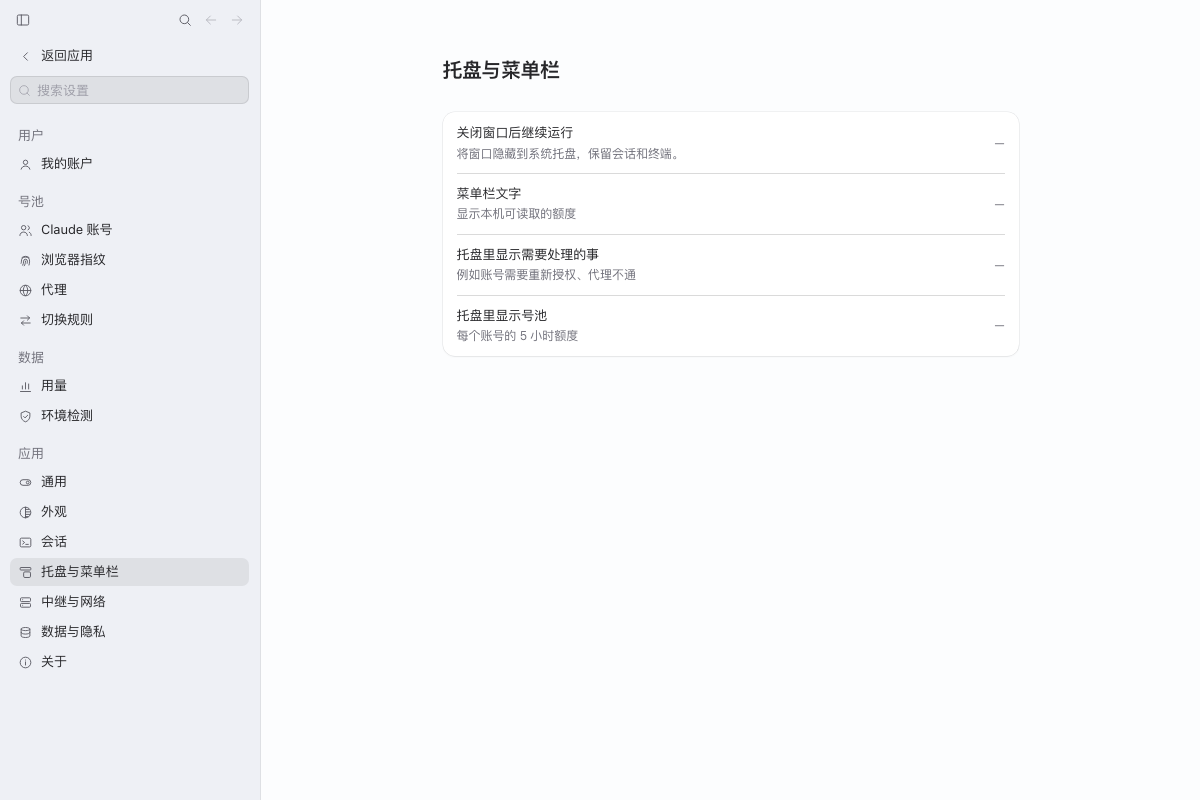 返回应用
搜索设置
用户
我的账户
号池
Claude 账号
浏览器指纹
代理
切换规则
数据
用量
环境检测
应用
通用
外观
会话
托盘与菜单栏
中继与网络
数据与隐私
关于
托盘与菜单栏
关闭窗口后继续运行
将窗口隐藏到系统托盘，保留会话和终端。
—
菜单栏文字
显示本机可读取的额度
—
托盘里显示需要处理的事
例如账号需要重新授权、代理不通
—
托盘里显示号池
每个账号的 5 小时额度
—